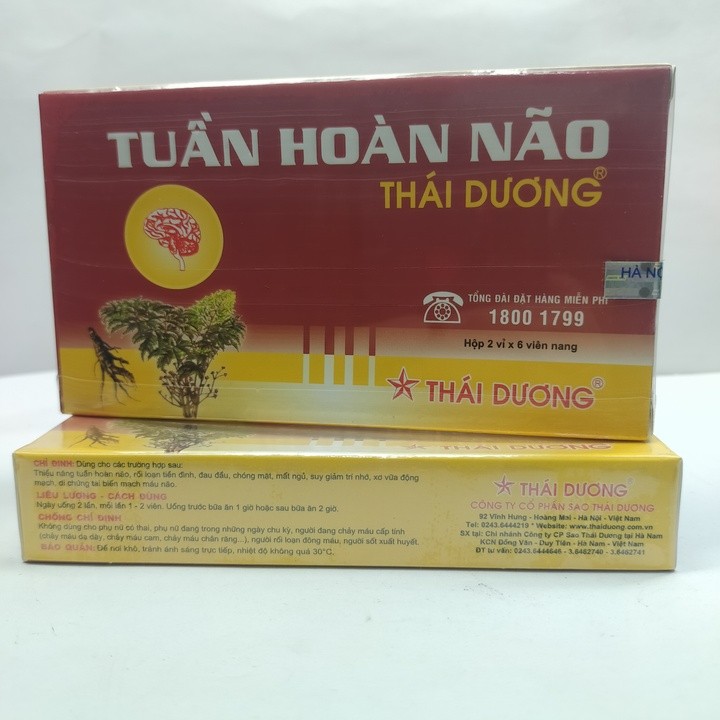 TUẦN HOÀN NÃO
THÁI DƯƠNG®
HÀ NỘ
TỔNG ĐÀI ĐẶT HÀNG MIỄN PHÍ
1800 1799
Hộp 2 vỉ x 6 viên nang
THÁI DƯƠNG®
THÁI DƯƠNG
CHỈ ĐỊNH: Dùng cho các trường hợp sau:
Thiểu năng tuần hoàn não, rối loạn tiền đình, đau đầu, chóng mặt, mất ngủ, suy giảm trí nhớ, xơ vữa động
mạch, di chứng tai biến mạch máu não.
LIỀU LƯỢNG - CÁCH DÙNG
Ngày uống 2 lần, mỗi lần 1 - 2 viên. Uống trước bữa ăn 1 giờ hoặc sau bữa ăn 2 giờ.
CHỐNG CHỈ ĐỊNH
Không dùng cho phụ nữ có thai, phụ nữ đang trong những ngày chu kỳ, người đang chảy máu cấp tính
(chảy máu dạ dày, chảy máu cam, chảy máu chân răng...), người rối loạn đông máu, người sốt xuất huyết.
BẢO QUẢN: Để nơi khô, tránh ánh sáng trực tiếp, nhiệt độ không quá 30°C.
THÁI DƯƠNG
CÔNG TY CỔ PHẦN SAO THÁI DƯƠNG
92 Vĩnh Hưng - Hoàng Mai - Hà Nội - Việt Nam
Tel: 0243.6444219 * Website: www.thaiduong.com.vn
SX tại: Chi nhánh Công ty CP Sao Thái Dương tại Hà Nam
KCN Đồng Văn - Duy Tiên - Hà Nam - Việt Nam
ĐT tư vấn: 0243.6444646 - 3.6462740 - 3.6462741